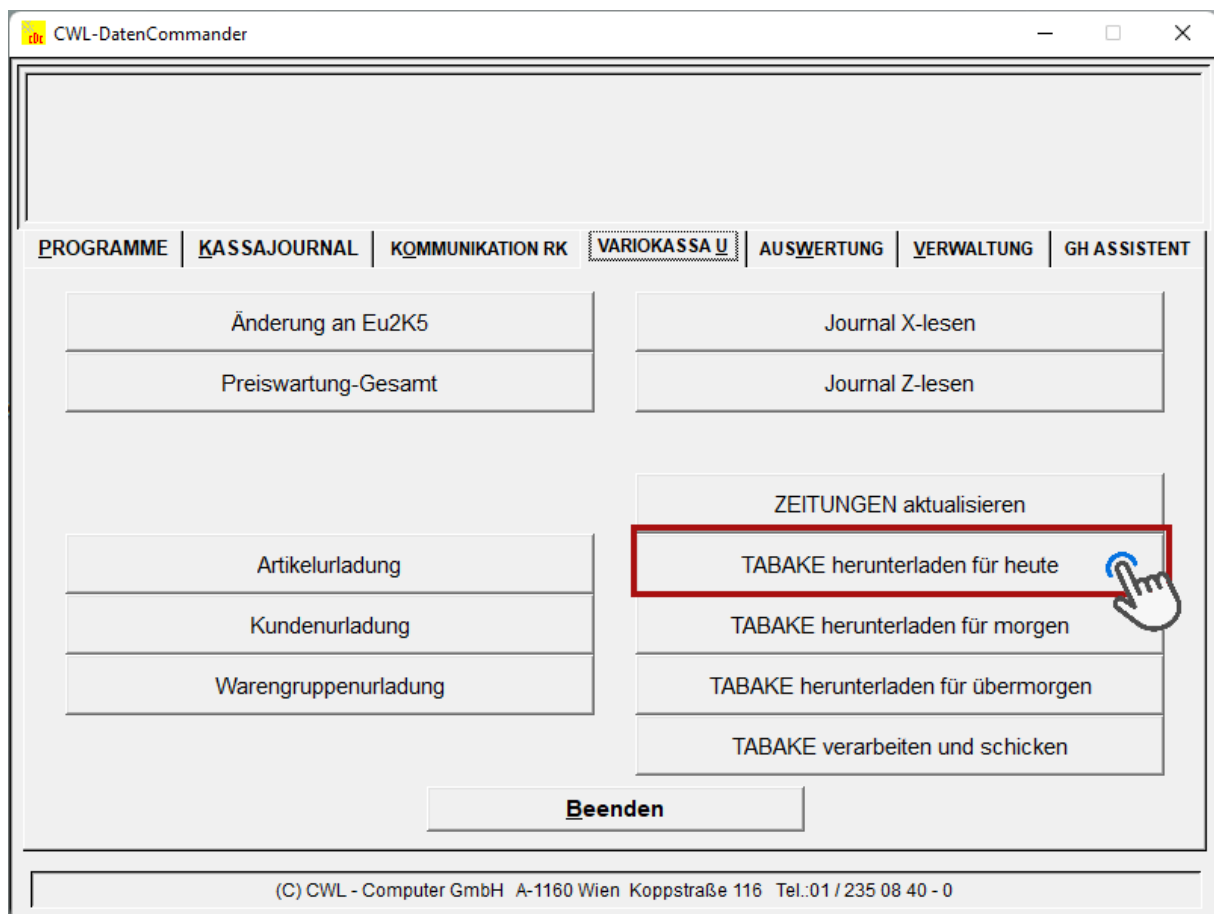 cDc CWL-DatenCommander
PROGRAMME KASSAJOURNAL KOMMUNIKATION RK VARIOKASSA U AUSWERTUNG VERWALTUNG GH ASSISTENT
Änderung an Eu2K5
Journal X-lesen
Preiswartung-Gesamt
Journal Z-lesen
ZEITUNGEN aktualisieren
Artikelurladung
TABAKE herunterladen für heute
Kundenurladung
TABAKE herunterladen für morgen
Warengruppenurladung
TABAKE herunterladen für übermorgen
TABAKE verarbeiten und schicken
Beenden
(C) CWL - Computer GmbH A-1160 Wien Koppstraße 116 Tel.:01 / 235 08 40 - 0